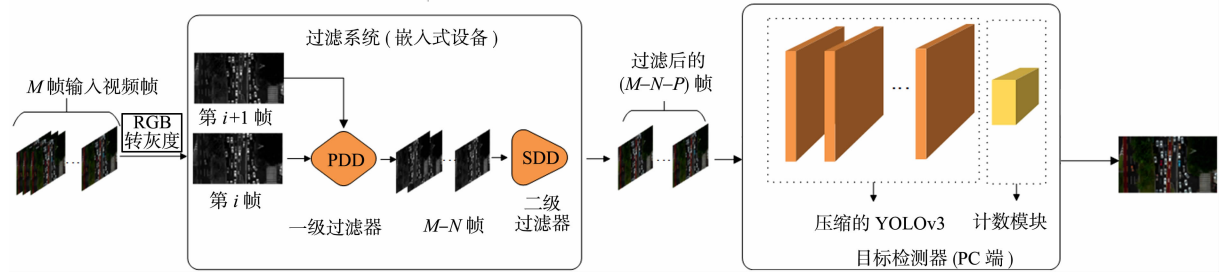 M 帧输入视频帧
RGB
转灰度
过滤系统 ( 嵌入式设备 )
第 i+1 帧
第 i 帧
PDD
一级过滤器
M–N 帧
SDD
二级
过滤器
过滤后的
(M–N–P) 帧
···
压缩的 YOLOv3
计数模块
目标检测器 (PC 端 )